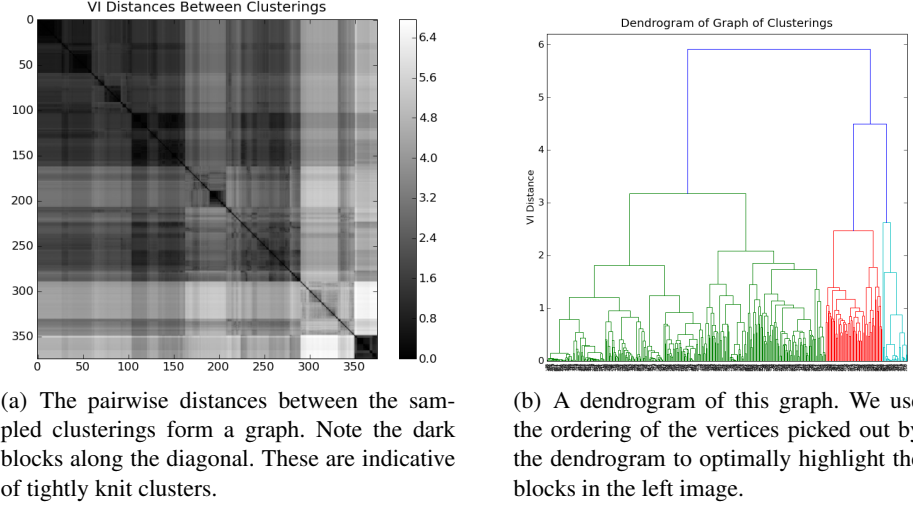 VI Distances Between Clusterings
0
50
100
150
200
250
300
350
0 50 100 150 200 250 300 350
6.4
5.6
4.8
4.0
3.2
2.4
1.6
0.8
0.0
Dendrogram of Graph of Clusterings
6
5
4
3
2
1
0
VI Distance
(a) The pairwise distances between the sam-
pled clusterings form a graph. Note the dark
blocks along the diagonal. These are indicative
of tightly knit clusters.
(b) A dendrogram of this graph. We use
the ordering of the vertices picked out by
the dendrogram to optimally highlight the
blocks in the left image.